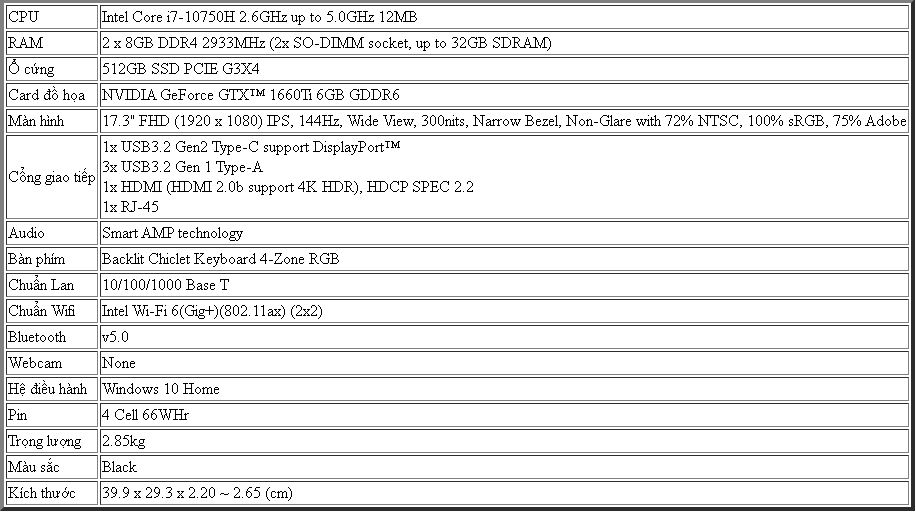 CPU Intel Core i7-10750H 2.6GHz up to 5.0GHz 12MB
RAM 2 x 8GB DDR4 2933MHz (2x SO-DIMM socket, up to 32GB SDRAM)
Ổ cứng 512GB SSD PCIE G3X4
Card đồ họa NVIDIA GeForce GTX™ 1660Ti 6GB GDDR6
Màn hình 17.3" FHD (1920 x 1080) IPS, 144Hz, Wide View, 300nits, Narrow Bezel, Non-Glare with 72% NTSC, 100% sRGB, 75% Adobe
Cổng giao tiếp 1x USB3.2 Gen2 Type-C support DisplayPort™
3x USB3.2 Gen 1 Type-A
1x HDMI (HDMI 2.0b support 4K HDR), HDCP SPEC 2.2
1x RJ-45
Audio Smart AMP technology
Bàn phím Backlit Chiclet Keyboard 4-Zone RGB
Chuẩn Lan 10/100/1000 Base T
Chuẩn Wifi Intel Wi-Fi 6(Gig+)(802.11ax) (2x2)
Bluetooth v5.0
Webcam None
Hệ điều hành Windows 10 Home
Pin 4 Cell 66WHr
Trọng lượng 2.85kg
Màu sắc Black
Kích thước 39.9 x 29.3 x 2.20 ~ 2.65 (cm)